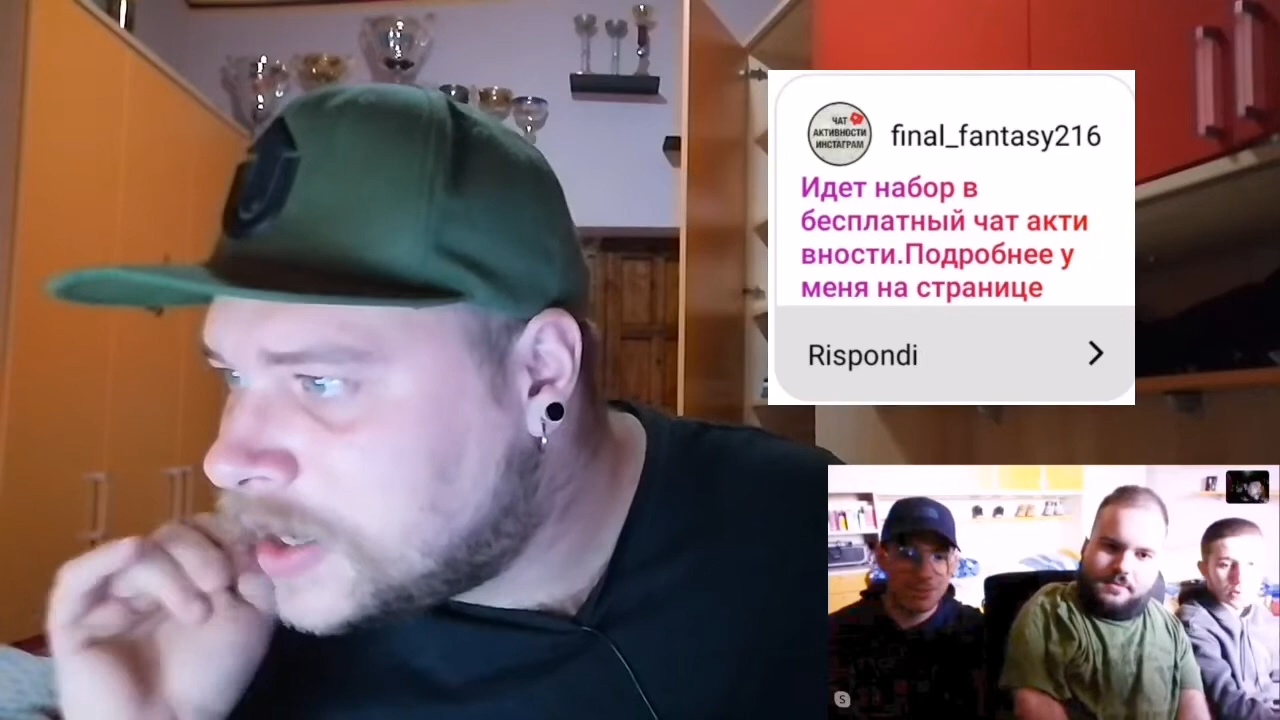 ЧАТ
АКТИВНОСТИ
ИНСТАГРАМ
final_fantasy216
Идет набор в
бесплатный чат акти
вности.Подробнее у
меня на странице
Rispondi
S